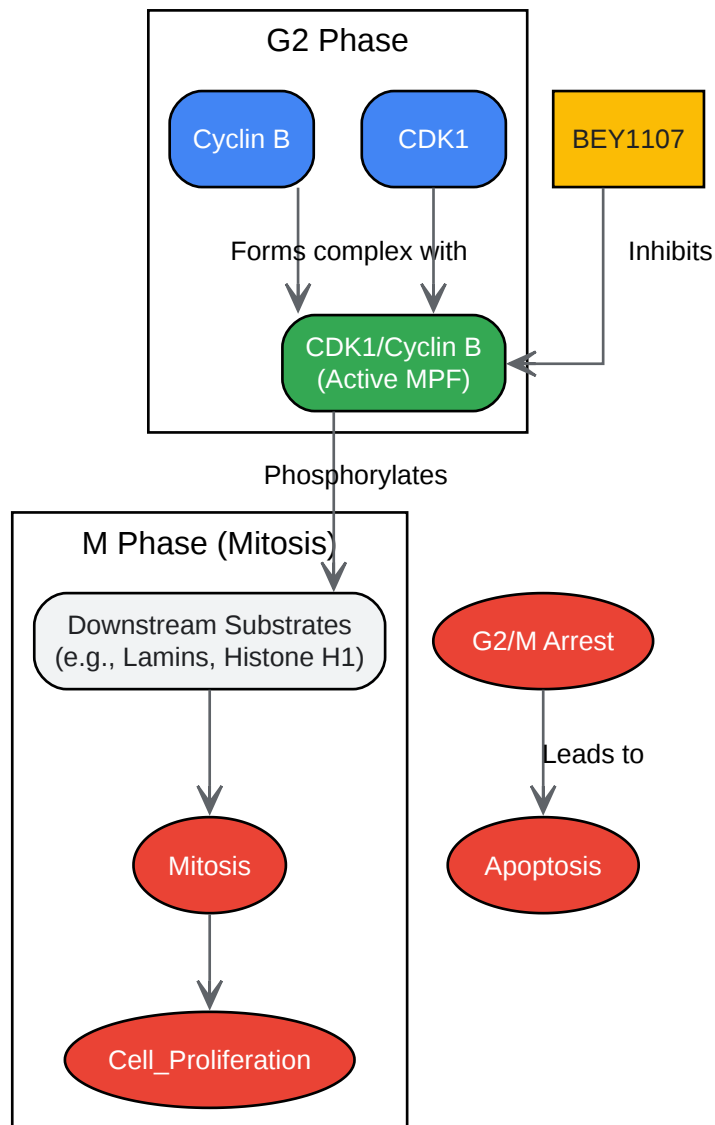 G2 Phase
Cyclin B
CDK1
BEY1107
Forms complex with
Inhibits
CDK1/Cyclin B
(Active MPF)
Phosphorylates
M Phase (Mitosis)
Downstream Substrates
(e.g., Lamins, Histone H1)
G2/M Arrest
Leads to
Mitosis
Apoptosis
Cell_Proliferation